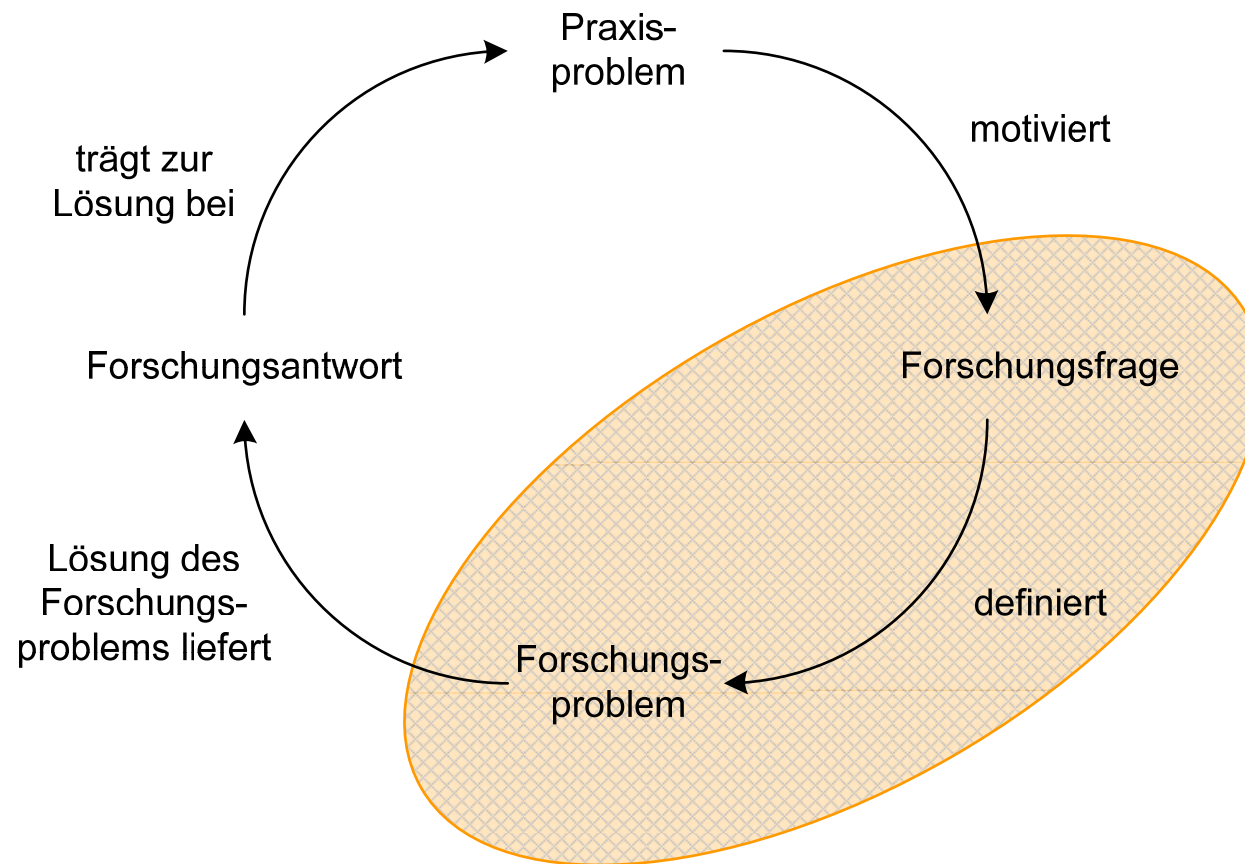 Praxis-
problem
motiviert
trägt zur
Lösung bei
Forschungsantwort
Forschungsfrage
Lösung des
Forschungs-
problems liefert
definiert
Forschungs-
problem